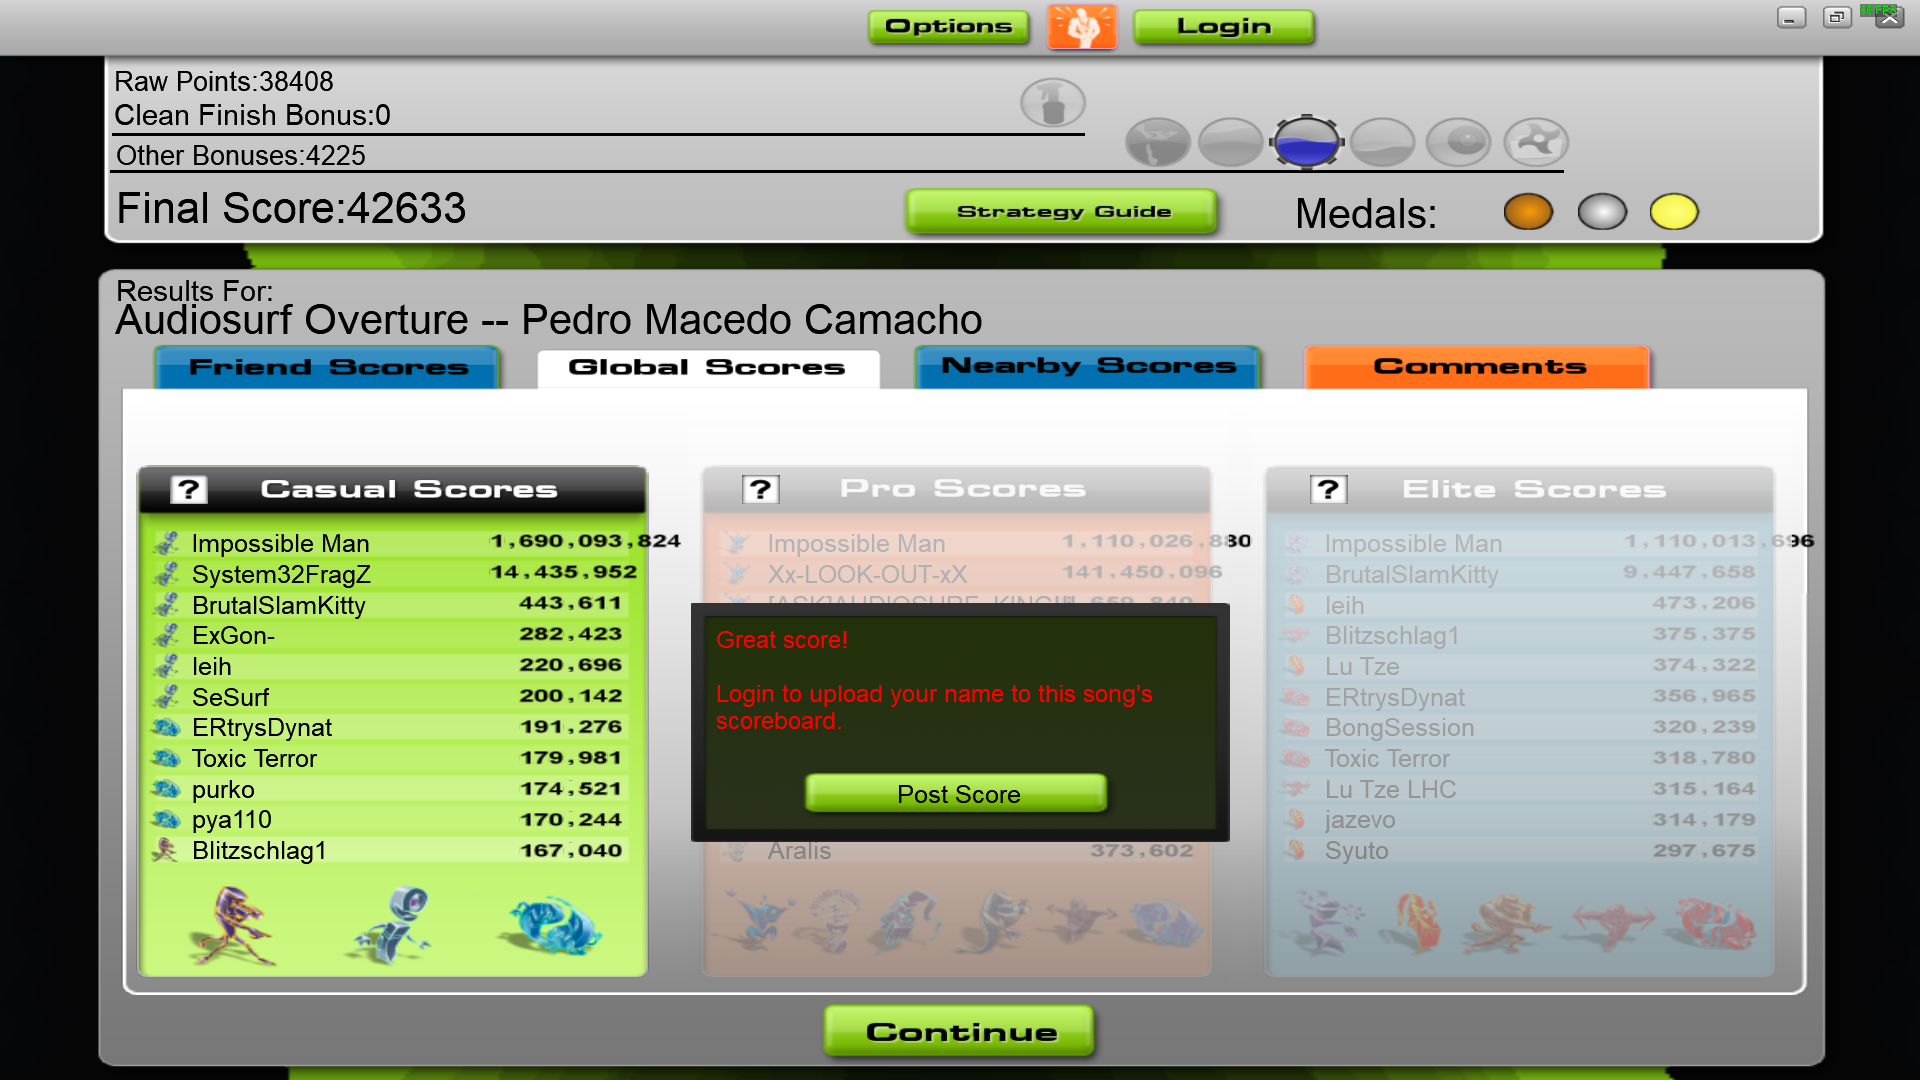 Options
Login
Raw Points:38408
Clean Finish Bonus:0
Other Bonuses:4225
Final Score:42633
Strategy Guide
Medals:
Results For:
Audiosurf Overture -- Pedro Macedo Camacho
Friend Scores
Global Scores
Nearby Scores
Comments
? Casual Scores
Impossible Man 1,690,093,824
System32FragZ 14,435,952
BrutalSlamKitty 443,611
ExGon- 282,423
leih 220,696
SeSurf 200,142
ERtrysDynat 191,276
Toxic Terror 179,981
purko 174,521
pya110 170,244
Blitzschlag1 167,040
? Pro Scores
Impossible Man 1,110,026,880
Xx-LOOK-OUT-xX 141,450,096
Great score!
Login to upload your name to this song's
scoreboard.
Post Score
Aralis 373,602
? Elite Scores
Impossible Man 1,110,013,696
BrutalSlamKitty 9,447,658
leih 473,206
Blitzschlag1 375,375
Lu Tze 374,322
ERtrysDynat 356,965
BongSession 320,239
Toxic Terror 318,780
Lu Tze LHC 315,164
jazevo 314,179
Syuto 297,675
Continue